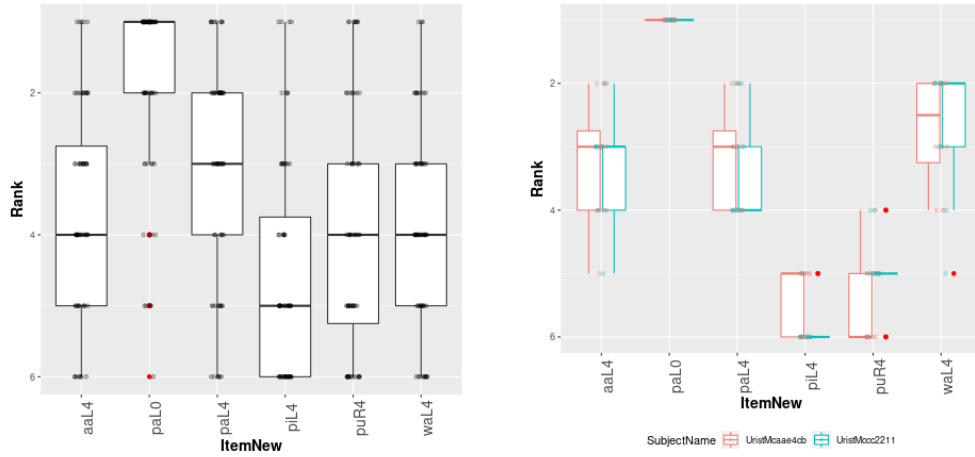 Rank
2
4
6
aaL4
paL0
paL4
piL4
puR4
waL4
ItemNew
Rank
2
4
6
aaL4
paL0
paL4
piL4
puR4
waL4
ItemNew
SubjectName UristMcaae4cb UristMccc2211